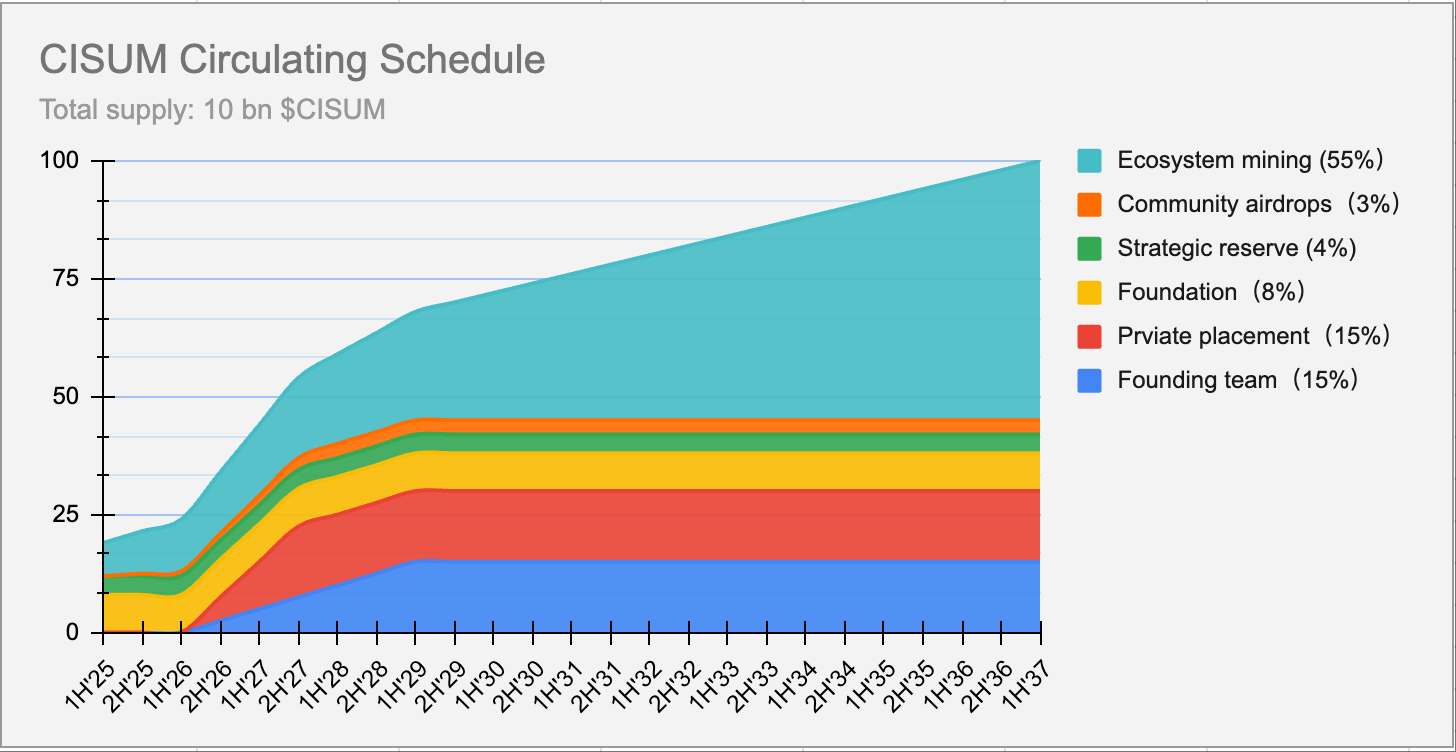 CISUM Circulating Schedule
Total supply: 10 bn $CISUM
100
75
50
25
0
1H'25 2H'25 1H'26 2H'26 1H'27 2H'27 1H'28 2H'28 1H'29 2H'29 1H'30 2H'30 1H'31 2H'31 1H'32 2H'32 1H'33 2H'33 1H'34 2H'34 1H'35 2H'35 1H'36 2H'36 1H'37
Ecosystem mining (55%)
Community airdrops（3%)
Strategic reserve (4%)
Foundation（8%)
Prviate placement（15%)
Founding team（15%)